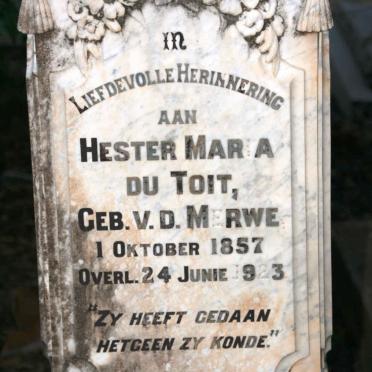 IN
LIEFDEVOLLE HERINNERING
AAN
HESTER MARIA
DU TOIT,
GEB. V. D. MERWE
1 OKTOBER 1857
OVERL. 24 JUNIE 1923
"ZY HEEFT GEDAAN
HETGEEN ZY KONDE."